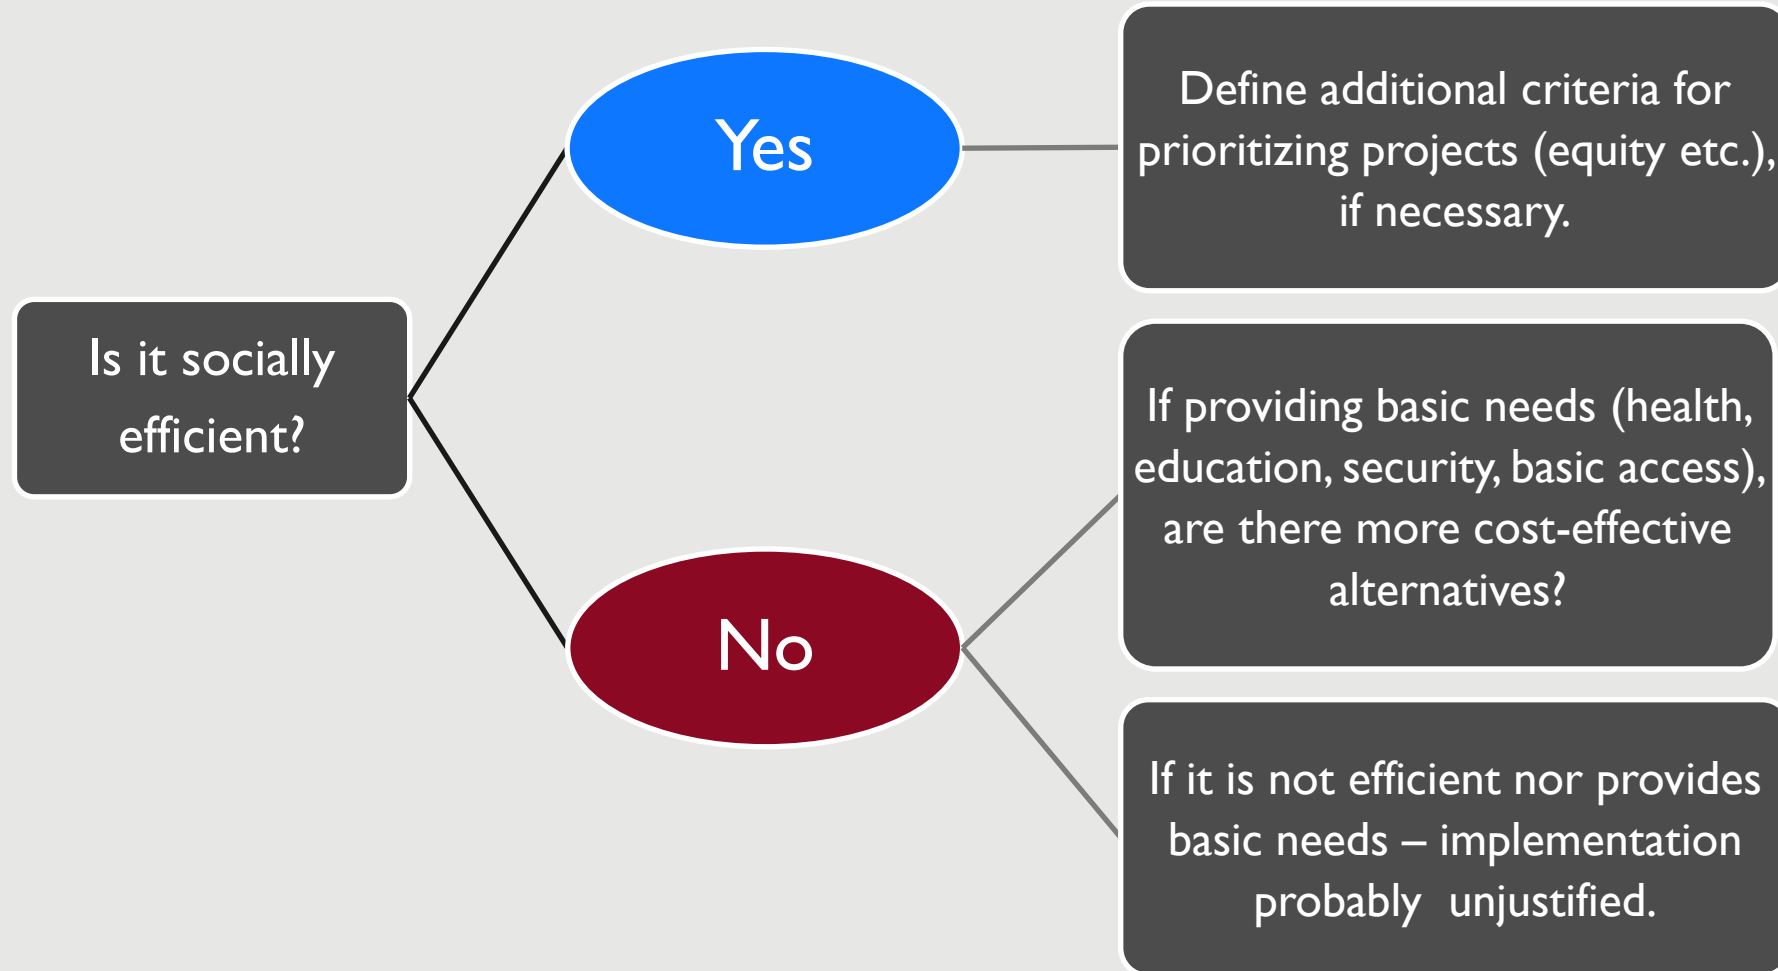 Is it socially
efficient?
Yes
Define additional criteria for
prioritizing projects (equity etc.),
if necessary.
No
If providing basic needs (health,
education, security, basic access),
are there more cost-effective
alternatives?
If it is not efficient nor provides
basic needs – implementation
probably  unjustified.